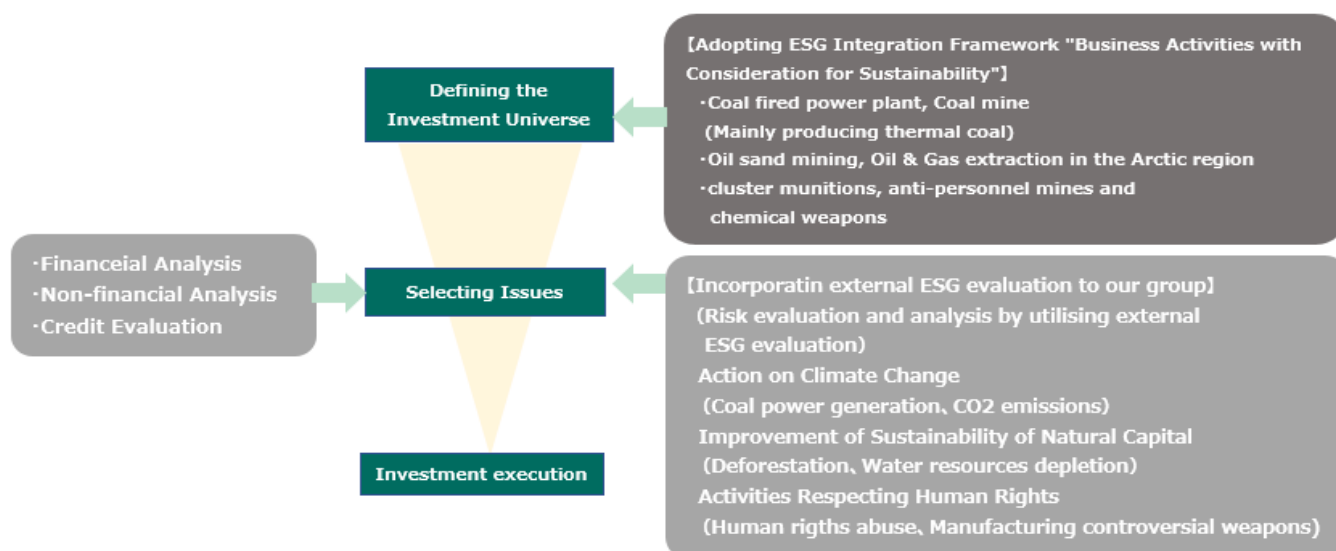 Defining the
Investment Universe
【Adopting ESG Integration Framework "Business Activities with
Consideration for Sustainability"】
・Coal fired power plant, Coal mine
(Mainly producing thermal coal)
・Oil sand mining, Oil & Gas extraction in the Arctic region
・cluster munitions, anti-personnel mines and
chemical weapons
・Financeial Analysis
・Non-financial Analysis
・Credit Evaluation
Selecting Issues
【Incorporatin external ESG evaluation to our group】
(Risk evaluation and analysis by utilising external
ESG evaluation)
Action on Climate Change
(Coal power generation、CO2 emissions)
Improvement of Sustainability of Natural Capital
(Deforestation、Water resources depletion)
Activities Respecting Human Rights
(Human rigths abuse、Manufacturing controversial weapons)
Investment execution